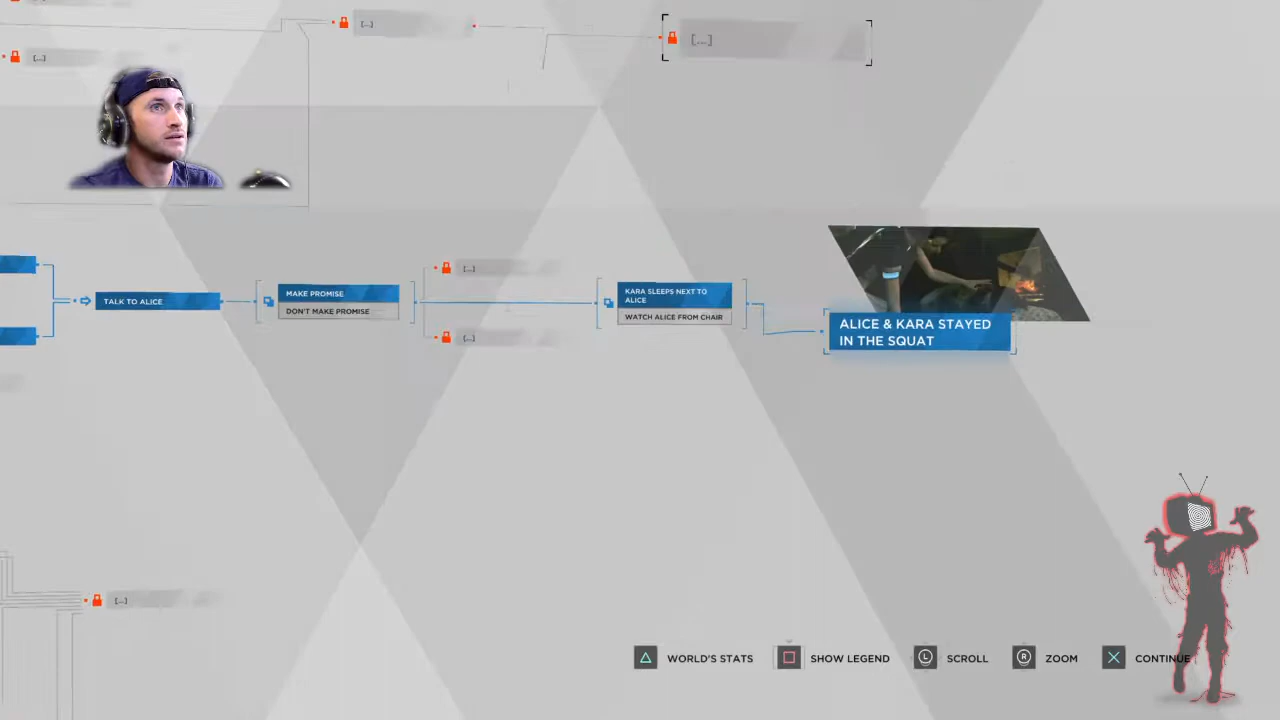 [...]
[...]
[...]
[...]
TALK TO ALICE
MAKE PROMISE
DON'T MAKE PROMISE
KARA SLEEPS NEXT TO
ALICE
WATCH ALICE FROM CHAIR
ALICE & KARA STAYED
IN THE SQUAT
[...]
[...]
WORLD'S STATS
SHOW LEGEND
L
SCROLL
R
ZOOM
CONTINUE